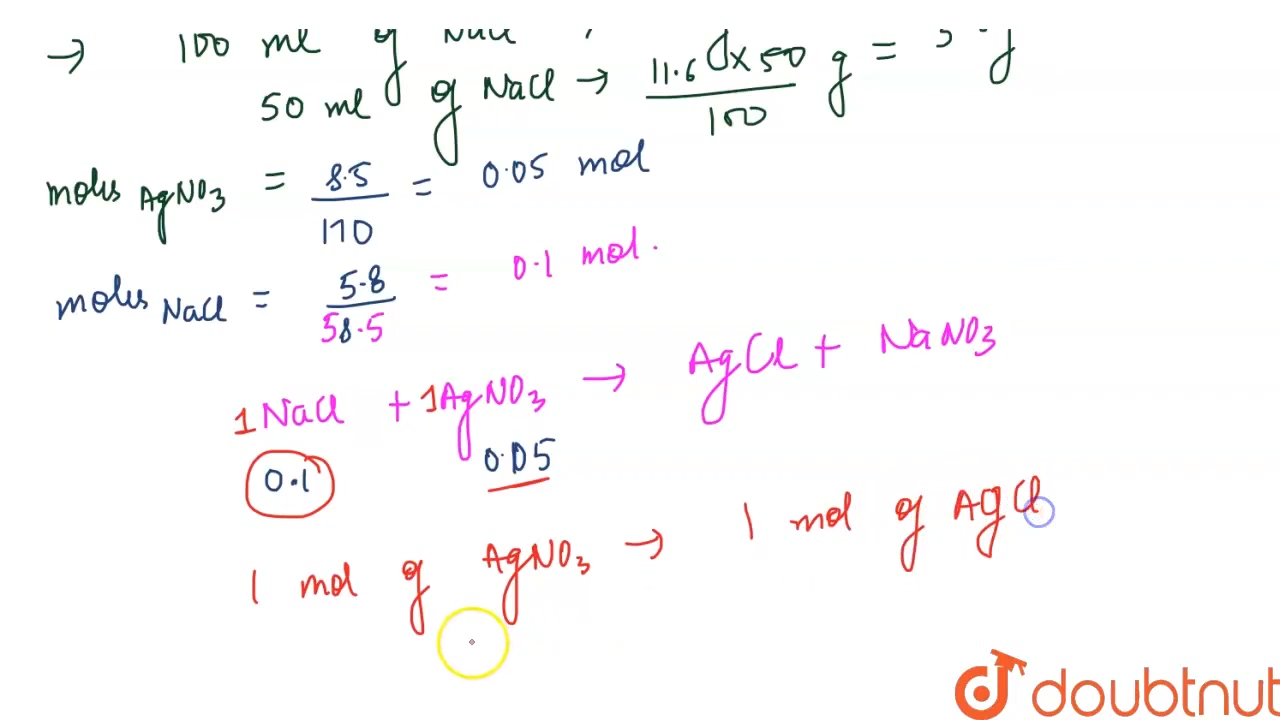 → 100 ml of NaCl
50 ml of NaCl → 11.6 × 50 / 100 g =
moles AgNO3 = 8.5 / 170 = 0.05 mol
moles NaCl = 5.8 / 58.5 = 0.1 mol.
1NaCl + 1AgNO3 → AgCl + NaNO3
0.1 0.05
1 mol of AgNO3 → 1 mol of AgCl
doubtnut